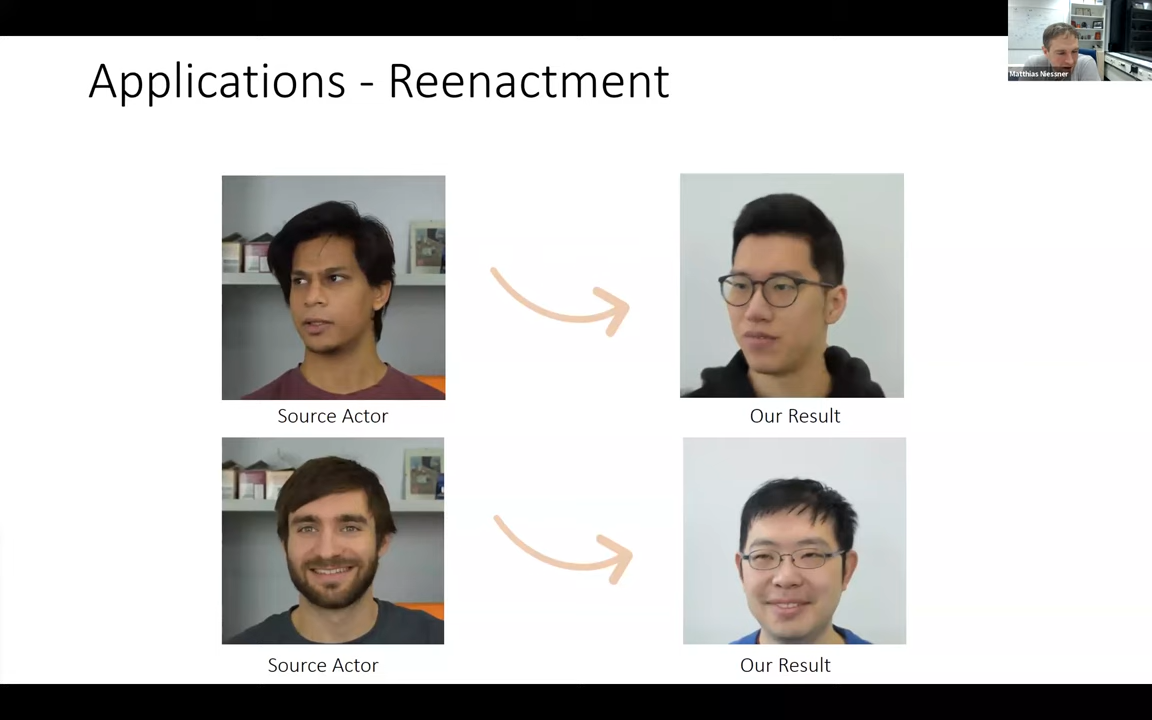 Applications - Reenactment
Matthias Niessner
Source Actor
Our Result
Source Actor
Our Result